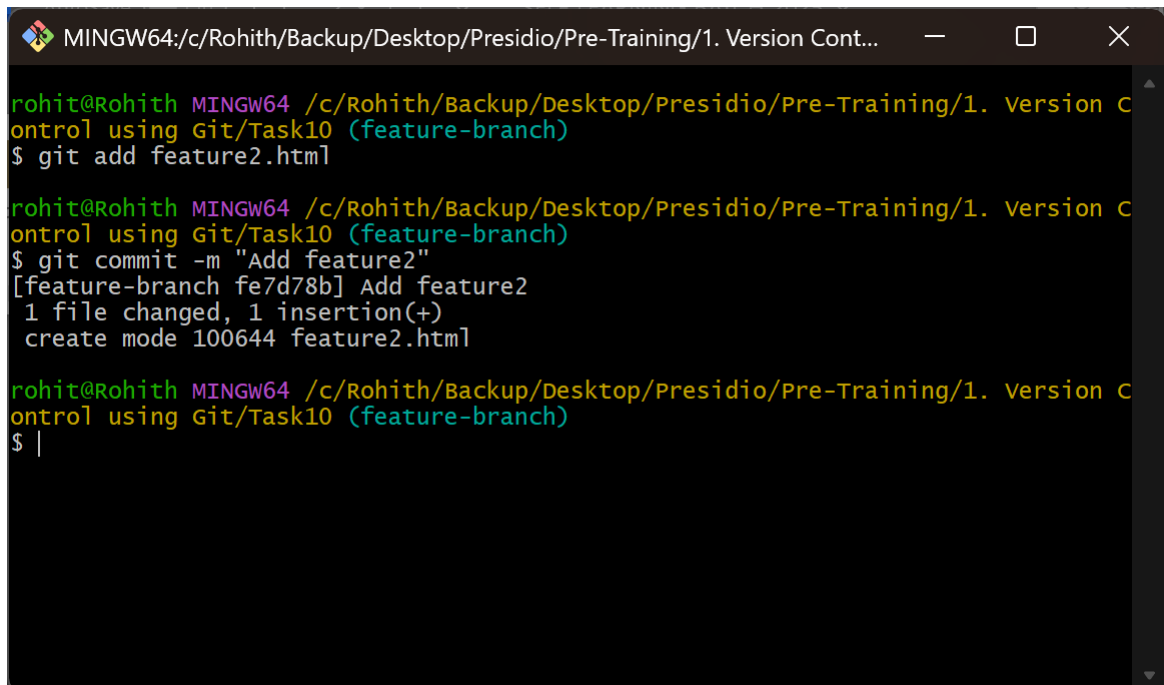 MINGW64:/c/Rohith/Backup/Desktop/Presidio/Pre-Training/1. Version Cont...
rohit@Rohith MINGW64 /c/Rohith/Backup/Desktop/Presidio/Pre-Training/1. Version C
ontrol using Git/Task10 (feature-branch)
$ git add feature2.html
rohit@Rohith MINGW64 /c/Rohith/Backup/Desktop/Presidio/Pre-Training/1. Version C
ontrol using Git/Task10 (feature-branch)
$ git commit -m "Add feature2"
[feature-branch fe7d78b] Add feature2
 1 file changed, 1 insertion(+)
 create mode 100644 feature2.html
rohit@Rohith MINGW64 /c/Rohith/Backup/Desktop/Presidio/Pre-Training/1. Version C
ontrol using Git/Task10 (feature-branch)
$